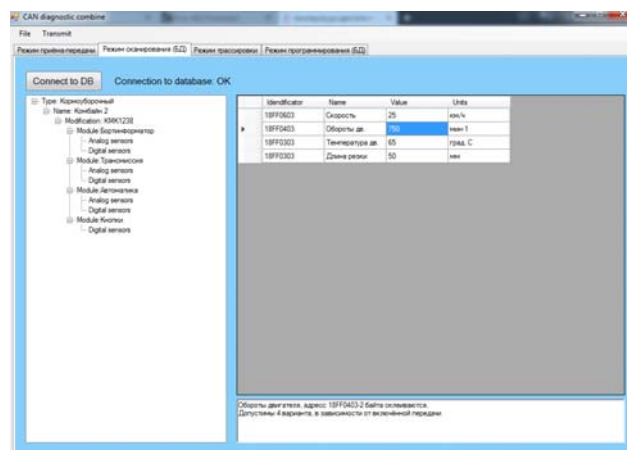 CAN diagnostic combine
File Transmit
Режим приёма-передачи Режим сканирования (БД) Режим трассировки Режим программирования (БД)
Connect to DB Connection to database: OK
Type: Кормоуборочный
Name: Комбайн 2
Modification: КМК1238
Module:Бортинформатор
Analog sensors
Digital sensors
Module:Трансмиссия
Analog sensors
Digital sensors
Module:Автоматика
Analog sensors
Digital sensors
Module:Кнопки
Digital sensors
Identificator Name Value Units
18FF0603 Скорость 25 км/ч
18FF0403 Обороты дв. 750 мин-1
18FF0303 Температура дв. 65 град. С
18FF0303 Длина резки 50 мм
Обороты двигателя, адресс 18FF0403-2 байта склеиваются.
Допустимы 4 варианта, в зависимости от включённой передачи